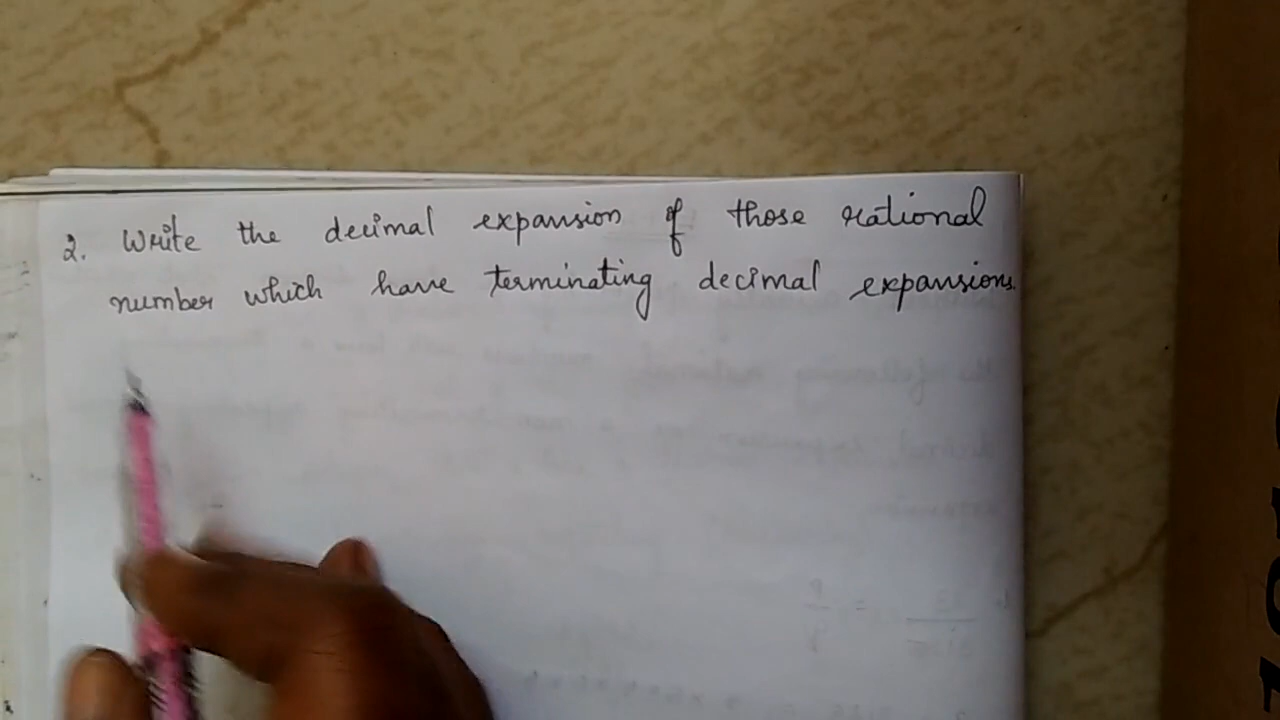 2. Write the decimal expansion of those rational
number which have terminating decimal expansions.